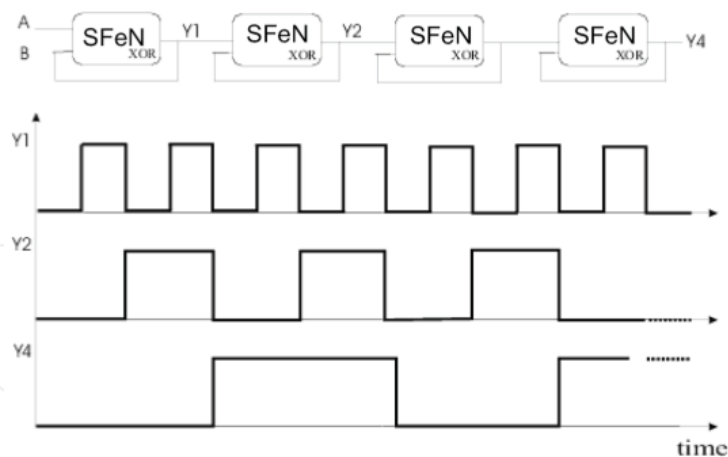 A SFeN XOR Y1 SFeN XOR Y2 SFeN XOR SFeN XOR Y4
B
Y1
Y2
Y4
time